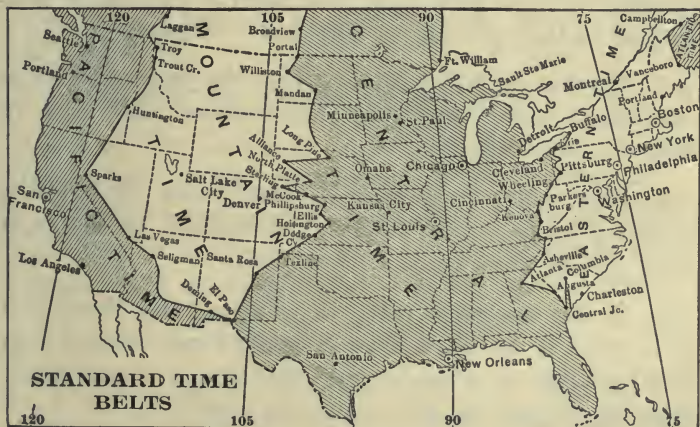 120
105
90
75
Laggan
Troy
Trout Cr.
Broadview
Portal
Williston
Mandan
Ft. William
Sault Ste Marie
Campbellton
Vanceboro
Montreal
Portland
Boston
New York
Philadelphia
Washington
Seattle
Portland
Huntington
Sparks
San
Francisco
Los Angeles
Las Vegas
Seligman
Santa Rosa
Deming
El Paso
Salt Lake
City
Denver
Long Pine
Alliance
North Platte
Sterling
McCook
Phillipsburg
Ellis
Hoisington
Dodge
Cy
Texline
Minneapolis
St. Paul
Omaha
Kansas City
St. Louis
Chicago
Detroit
Buffalo
Erie
Cleveland
Pittsburg
Wheeling
Cincinnati
Parkersburg
Kenova
Bristol
Asheville
Atlanta
Columbia
Augusta
Charleston
Central Jc.
San Antonio
New Orleans
PACIFIC TIME
MOUNTAIN TIME
CENTRAL TIME
EASTERN TIME
STANDARD TIME
BELTS
120
105
90
75